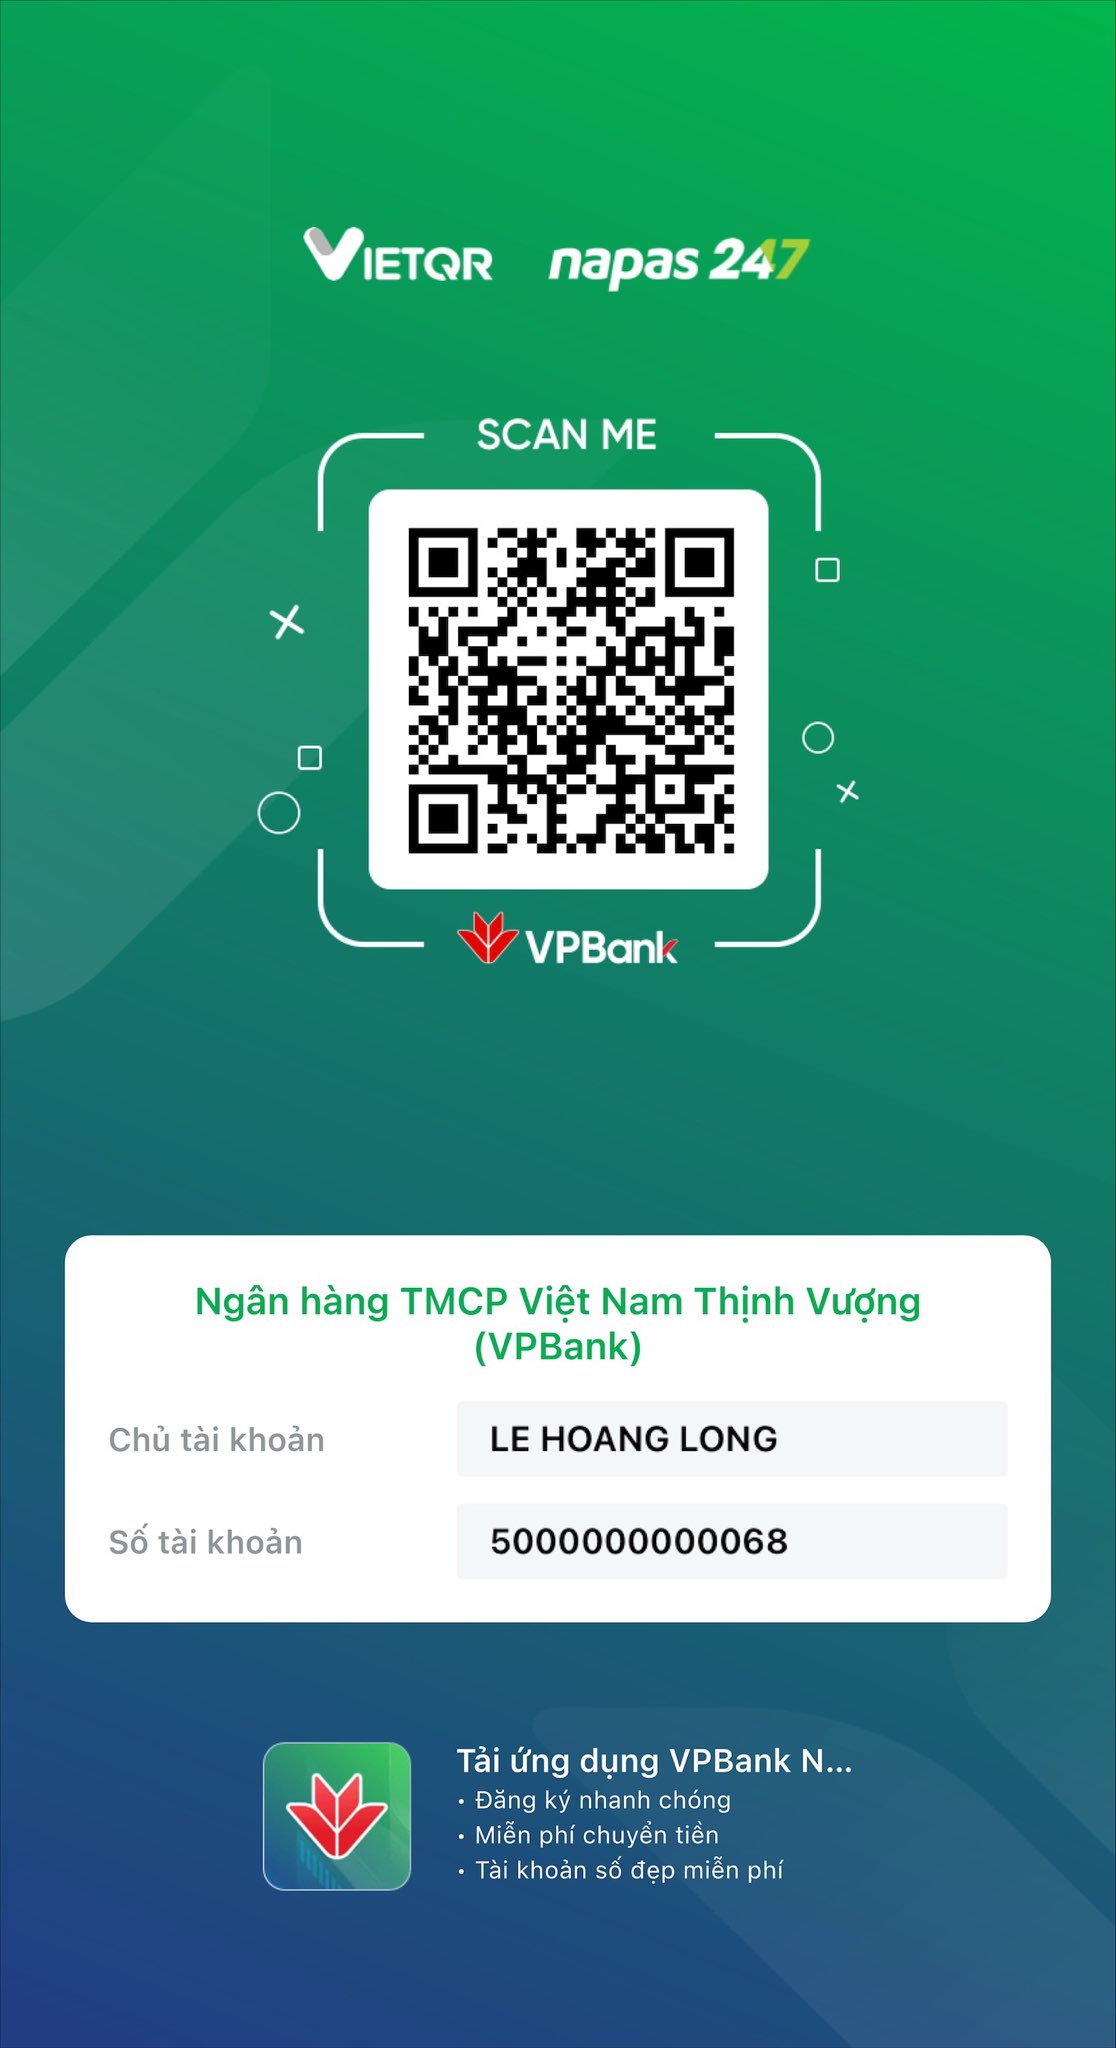 VIETQR napas 247
SCAN ME
VPBank
Ngân hàng TMCP Việt Nam Thịnh Vượng
(VPBank)
Chủ tài khoản LE HOANG LONG
Số tài khoản 5000000000068
Tải ứng dụng VPBank N...
• Đăng ký nhanh chóng
• Miễn phí chuyển tiền
• Tài khoản số đẹp miễn phí